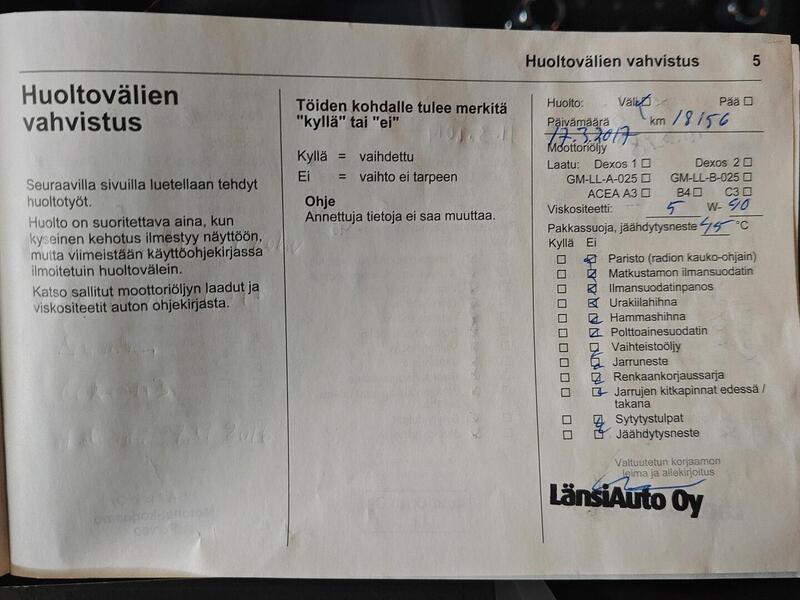 Huoltovälien vahvistus 5
Huoltovälien
vahvistus
Seuraavilla sivuilla luetellaan tehdyt
huoltotyöt.
Huolto on suoritettava aina, kun
kyseinen kehotus ilmestyy näyttöön,
mutta viimeistään käyttöohjekirjassa
ilmoitetuin huoltovälein.
Katso sallitut moottoriöljyn laadut ja
viskositeetit auton ohjekirjasta.
Töiden kohdalle tulee merkitä
"kyllä" tai "ei"
Kyllä = vaihdettu
Ei = vaihto ei tarpeen
Ohje
Annettuja tietoja ei saa muuttaa.
Huolto: Väli Pää
Päivämäärä km 18156
17.3.2017
Moottoriöljy
Laatu: Dexos 1 Dexos 2
GM-LL-A-025 GM-LL-B-025
ACEA A3 B4 C3
Viskositeetti: 5 W- 40
Pakkassuoja, jäähdytysneste -45 °C
Kyllä Ei
Paristo (radion kauko-ohjain)
Matkustamon ilmansuodatin
Ilmansuodatinpanos
Urakiilahihna
Hammashihna
Polttoainesuodatin
Vaihteistoöljy
Jarruneste
Renkaankorjaussarja
Jarrujen kitkapinnat edessä /
takana
Sytytystulpat
Jäähdytysneste
Valtuutetun korjaamon
leima ja allekirjoitus
LänsiAuto Oy